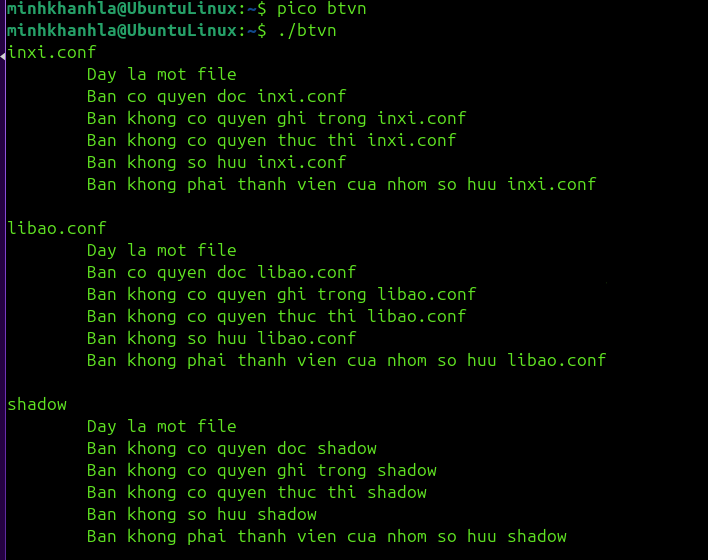 minhkhanhla@UbuntuLinux:~$ pico btvn
minhkhanhla@UbuntuLinux:~$ ./btvn
inxi.conf
Day la mot file
Ban co quyen doc inxi.conf
Ban khong co quyen ghi trong inxi.conf
Ban khong co quyen thuc thi inxi.conf
Ban khong so huu inxi.conf
Ban khong phai thanh vien cua nhom so huu inxi.conf
libao.conf
Day la mot file
Ban co quyen doc libao.conf
Ban khong co quyen ghi trong libao.conf
Ban khong co quyen thuc thi libao.conf
Ban khong so huu libao.conf
Ban khong phai thanh vien cua nhom so huu libao.conf
shadow
Day la mot file
Ban khong co quyen doc shadow
Ban khong co quyen ghi trong shadow
Ban khong co quyen thuc thi shadow
Ban khong so huu shadow
Ban khong phai thanh vien cua nhom so huu shadow